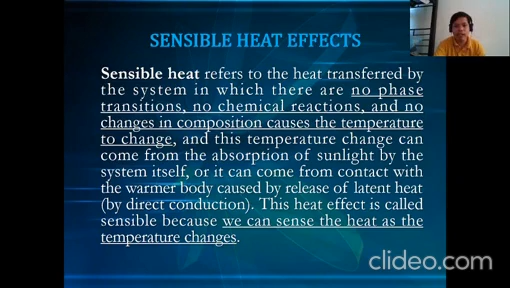 SENSIBLE HEAT EFFECTS
Sensible heat refers to the heat transferred by
the system in which there are no phase
transitions, no chemical reactions, and no
changes in composition causes the temperature
to change, and this temperature change can
come from the absorption of sunlight by the
system itself, or it can come from contact with
the warmer body caused by release of latent heat
(by direct conduction). This heat effect is called
sensible because we can sense the heat as the
temperature changes.
clideo.com